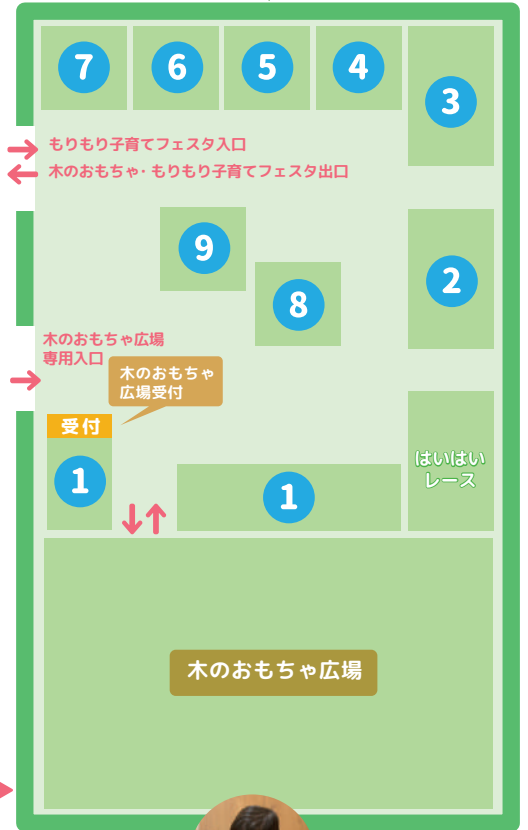 7
6
5
4
3
もりもり子育てフェスタ入口
木のおもちゃ・もりもり子育てフェスタ出口
9
2
8
木のおもちゃ広場
専用入口
木のおもちゃ
広場受付
受付
1
1
はいはい
レース
木のおもちゃ広場